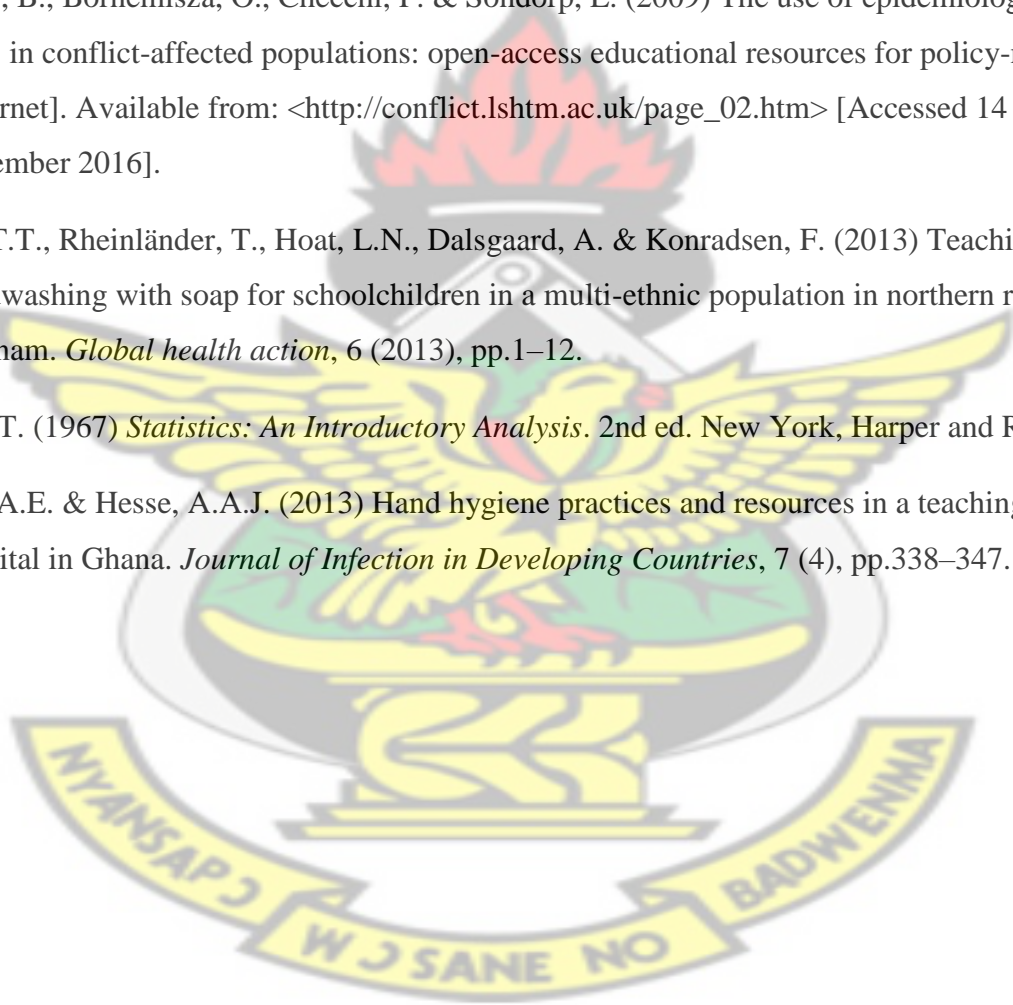 , B., Bornemisza, O., Checchi, F. & Sondorp, E. (2009) The use of epidemiolog
in conflict-affected populations: open-access educational resources for policy-
rnet]. Available from: <http://conflict.lshtm.ac.uk/page_02.htm> [Accessed 14
ember 2016].
T.T., Rheinländer, T., Hoat, L.N., Dalsgaard, A. & Konradsen, F. (2013) Teachi
lwashing with soap for schoolchildren in a multi-ethnic population in northern r
nam. Global health action, 6 (2013), pp.1–12.
T. (1967) Statistics: An Introductory Analysis. 2nd ed. New York, Harper and R
A.E. & Hesse, A.A.J. (2013) Hand hygiene practices and resources in a teaching
ital in Ghana. Journal of Infection in Developing Countries, 7 (4), pp.338–347.
NYANSAPƆ
WƆ SANE NO
BADWENMA